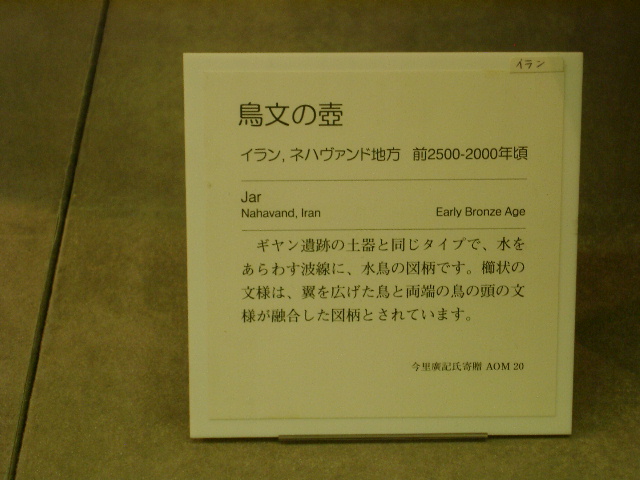 イラン
鳥文の壺
イラン, ネハヴァンド地方 前2500-2000年頃
Jar
Nahavand, Iran Early Bronze Age
ギヤン遺跡の土器と同じタイプで、水を
あらわす波線に、水鳥の図柄です。櫛状の
文様は、翼を広げた鳥と両端の鳥の頭の文
様が融合した図柄とされています。
今里廣記氏寄贈 AOM 20